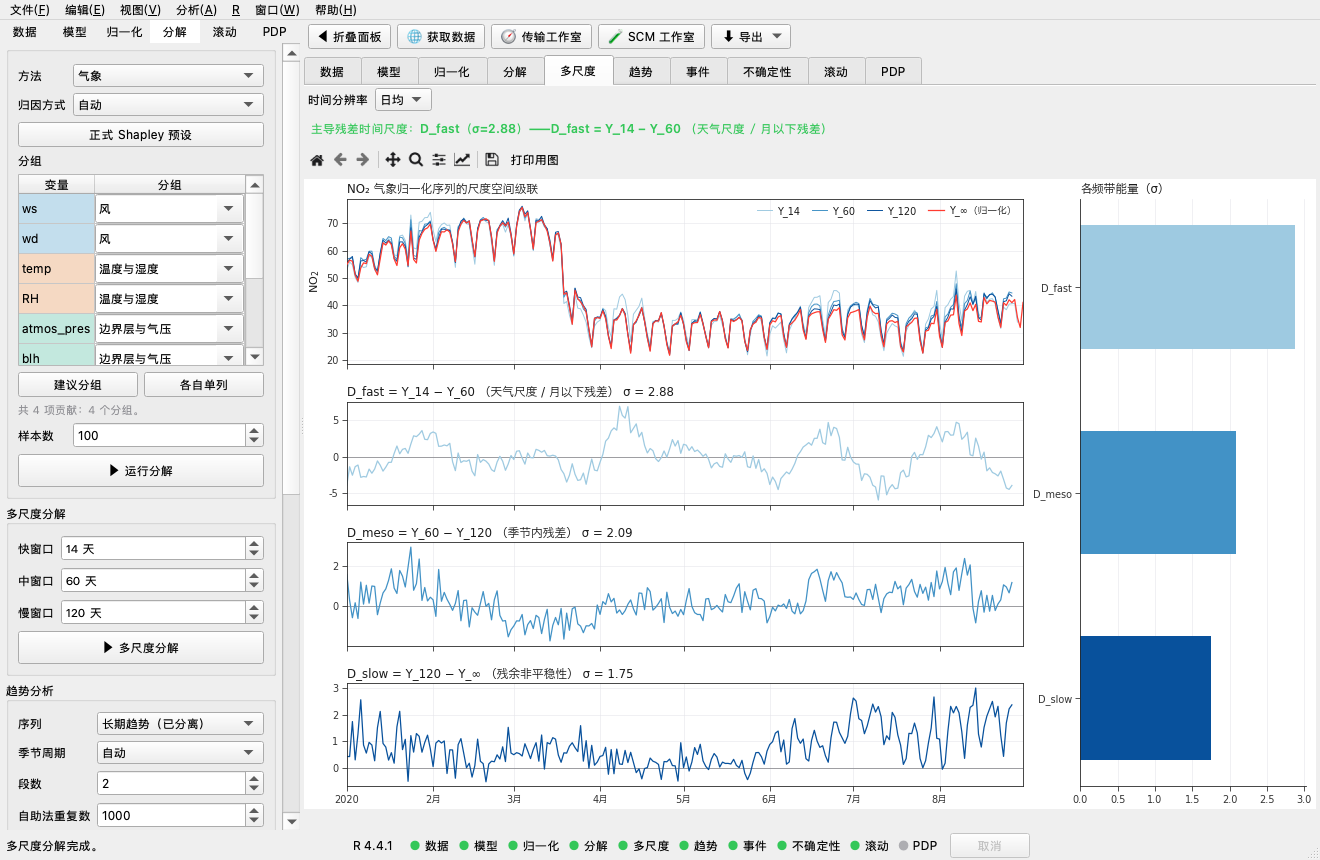 文件(F) 编辑(E) 视图(V) 分析(A) R 窗口(W) 帮助(H)
数据 模型 归一化 分解 滚动 PDP
折叠面板 获取数据 传输工作室 SCM 工作室 导出
方法 气象
归因方式 自动
正式 Shapley 预设
分组
变量 分组
ws 风
wd 风
temp 温度与湿度
RH 温度与湿度
atmos_pres 边界层与气压
blh 边界层与气压
建议分组 各自单列
共 4 项贡献：4 个分组。
样本数 100
运行分解
多尺度分解
快窗口 14 天
中窗口 60 天
慢窗口 120 天
多尺度分解
趋势分析
序列 长期趋势（已分离）
季节周期 自动
段数 2
自助法重复数 1000
数据 模型 归一化 分解 多尺度 趋势 事件 不确定性 滚动 PDP
时间分辨率 日均
主导残差时间尺度：D_fast（σ=2.88）——D_fast = Y_14 − Y_60 （天气尺度 / 月以下残差）
打印用图
NO₂ 气象归一化序列的尺度空间级联
Y_14 Y_60 Y_120 Y_∞（归一化）
NO₂
70
60
50
40
30
20
D_fast = Y_14 − Y_60 （天气尺度 / 月以下残差） σ = 2.88
5
0
-5
D_meso = Y_60 − Y_120 （季节内残差） σ = 2.09
2
0
D_slow = Y_120 − Y_∞ （残余非平稳性） σ = 1.75
3
2
1
0
2020 2月 3月 4月 5月 6月 7月 8月
各频带能量（σ）
D_fast
D_meso
D_slow
0.0 0.5 1.0 1.5 2.0 2.5 3.0
多尺度分解完成。 R 4.4.1 数据 模型 归一化 分解 多尺度 趋势 事件 不确定性 滚动 PDP 取消